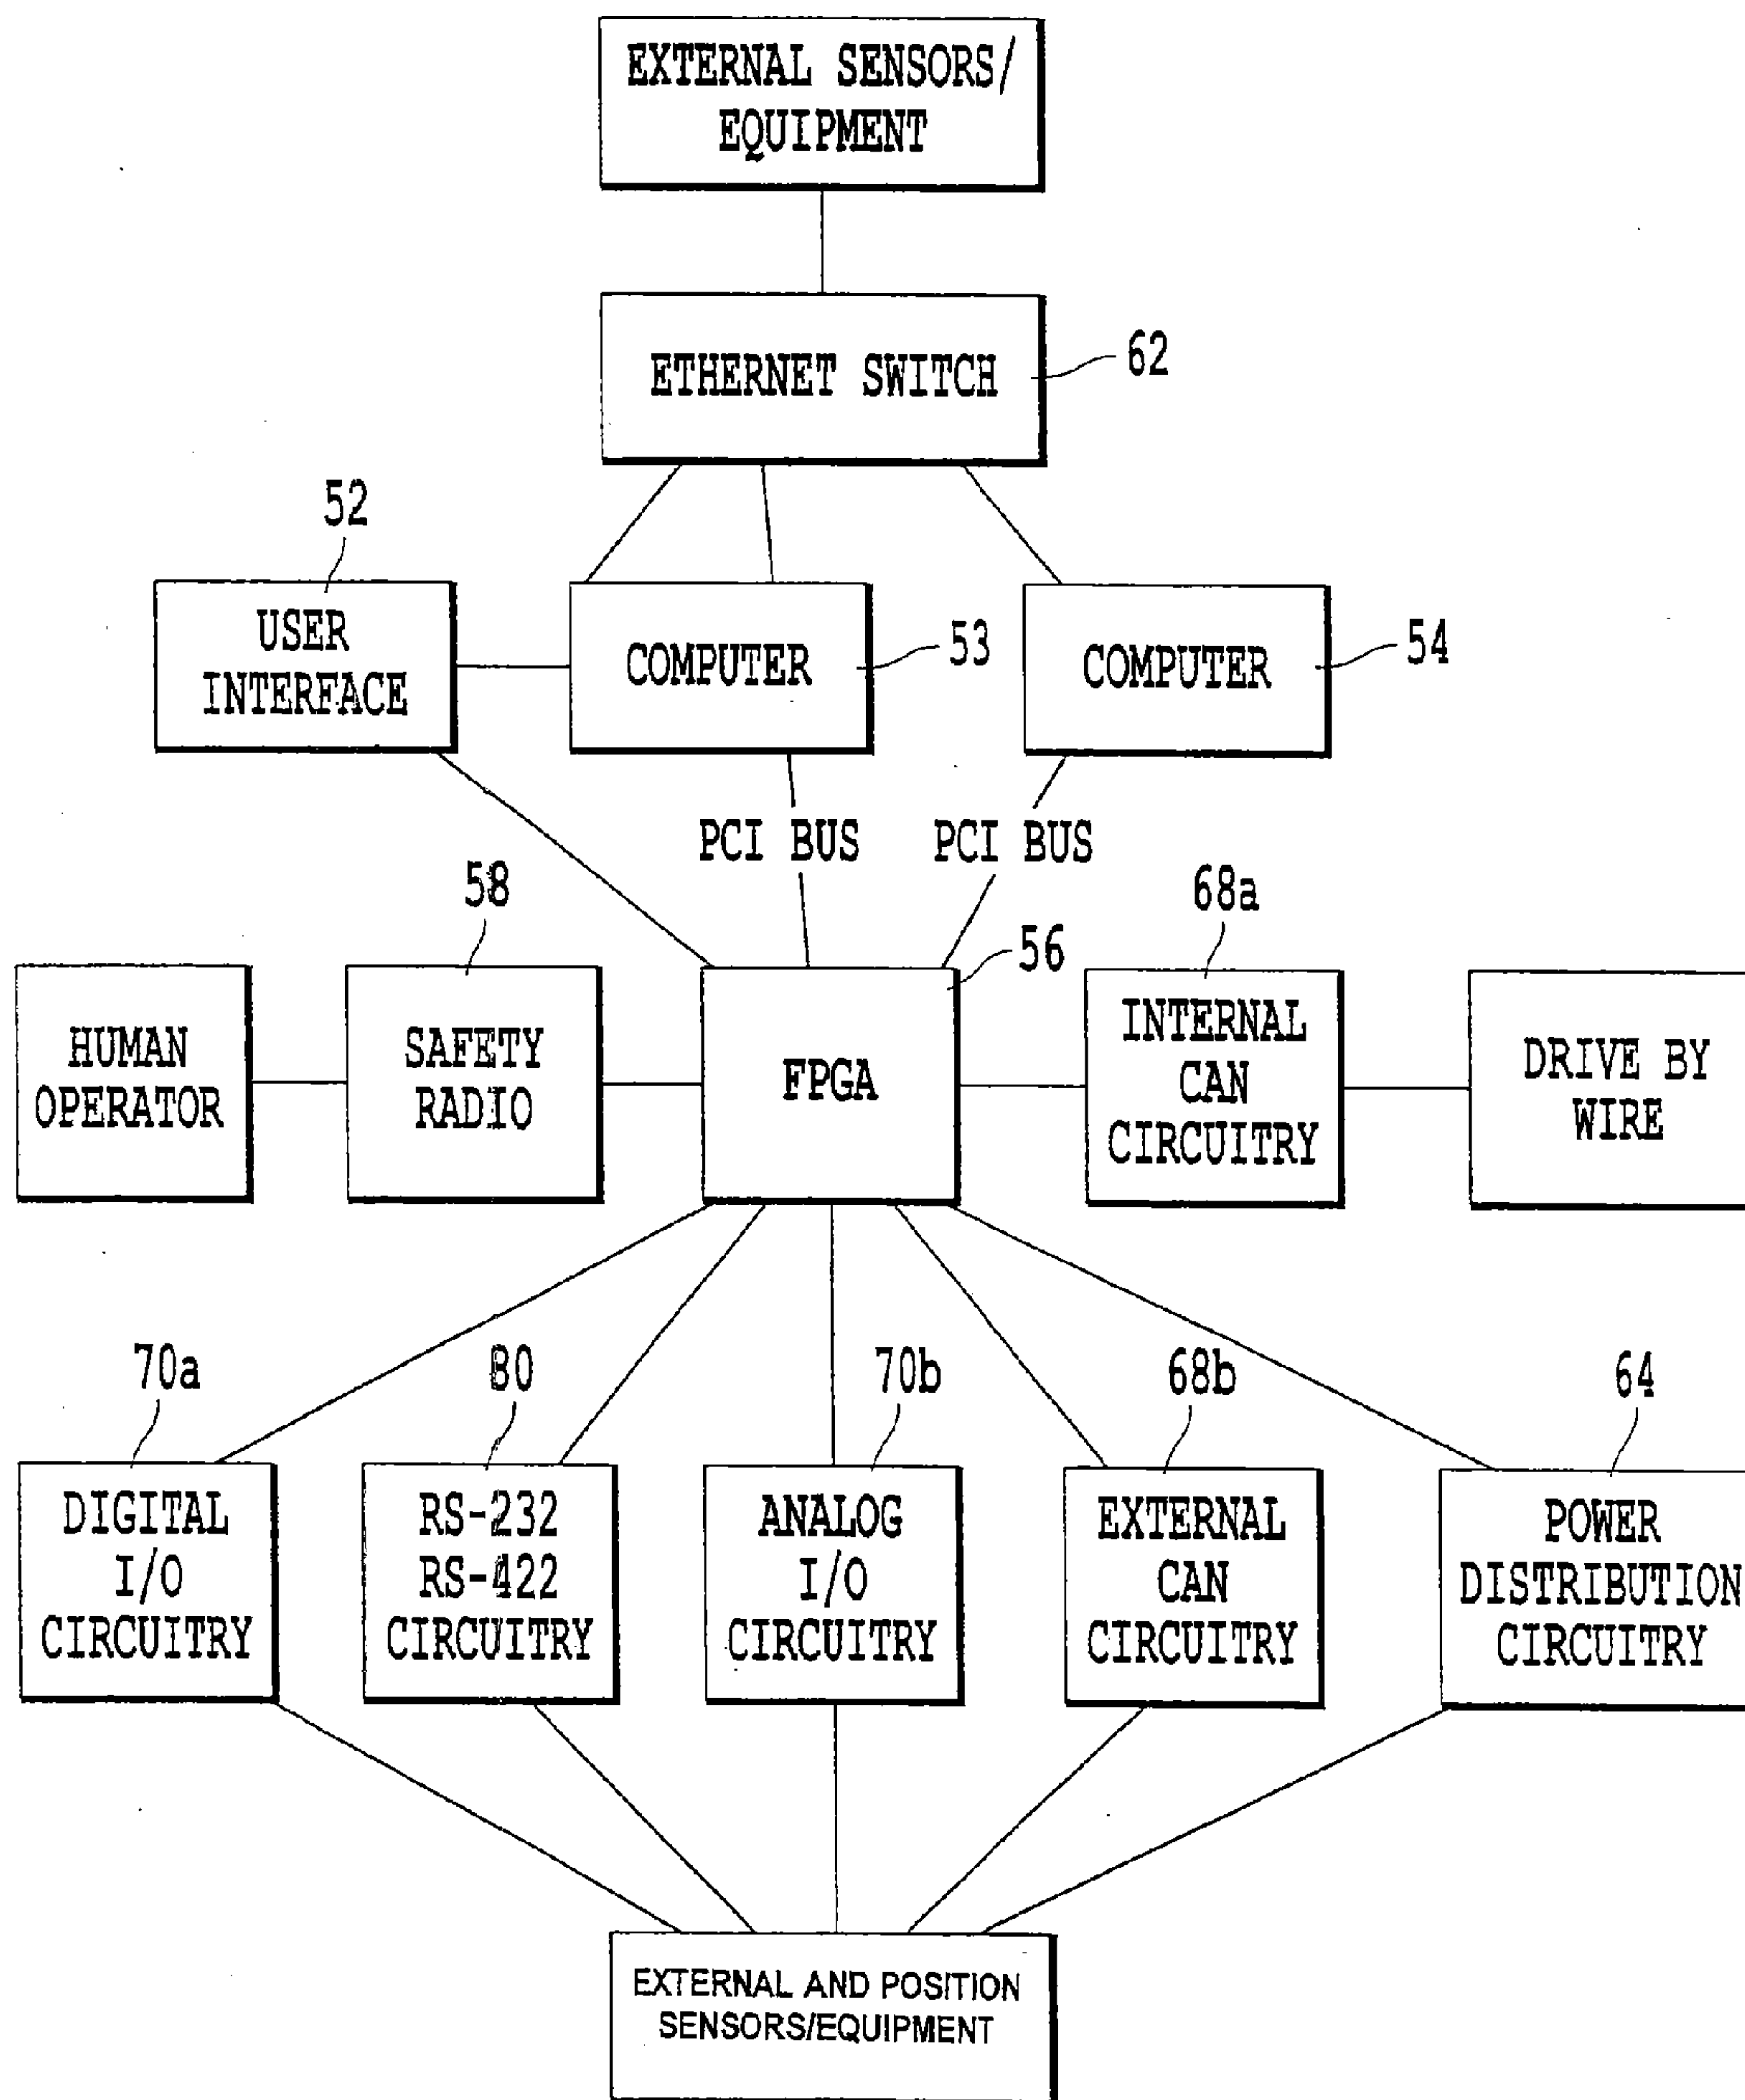 EXTERNAL SENSORS/
EQUIPMENT
ETHERNET SWITCH
62
52
USER
INTERFACE
COMPUTER
53
COMPUTER
54
PCI BUS
PCI BUS
58
56
68a
HUMAN
OPERATOR
SAFETY
RADIO
FPGA
INTERNAL
CAN
CIRCUITRY
DRIVE BY
WIRE
70a
80
70b
68b
64
DIGITAL
I/O
CIRCUITRY
RS-232
RS-422
CIRCUITRY
ANALOG
I/O
CIRCUITRY
EXTERNAL
CAN
CIRCUITRY
POWER
DISTRIBUTION
CIRCUITRY
EXTERNAL AND POSITION
SENSORS/EQUIPMENT